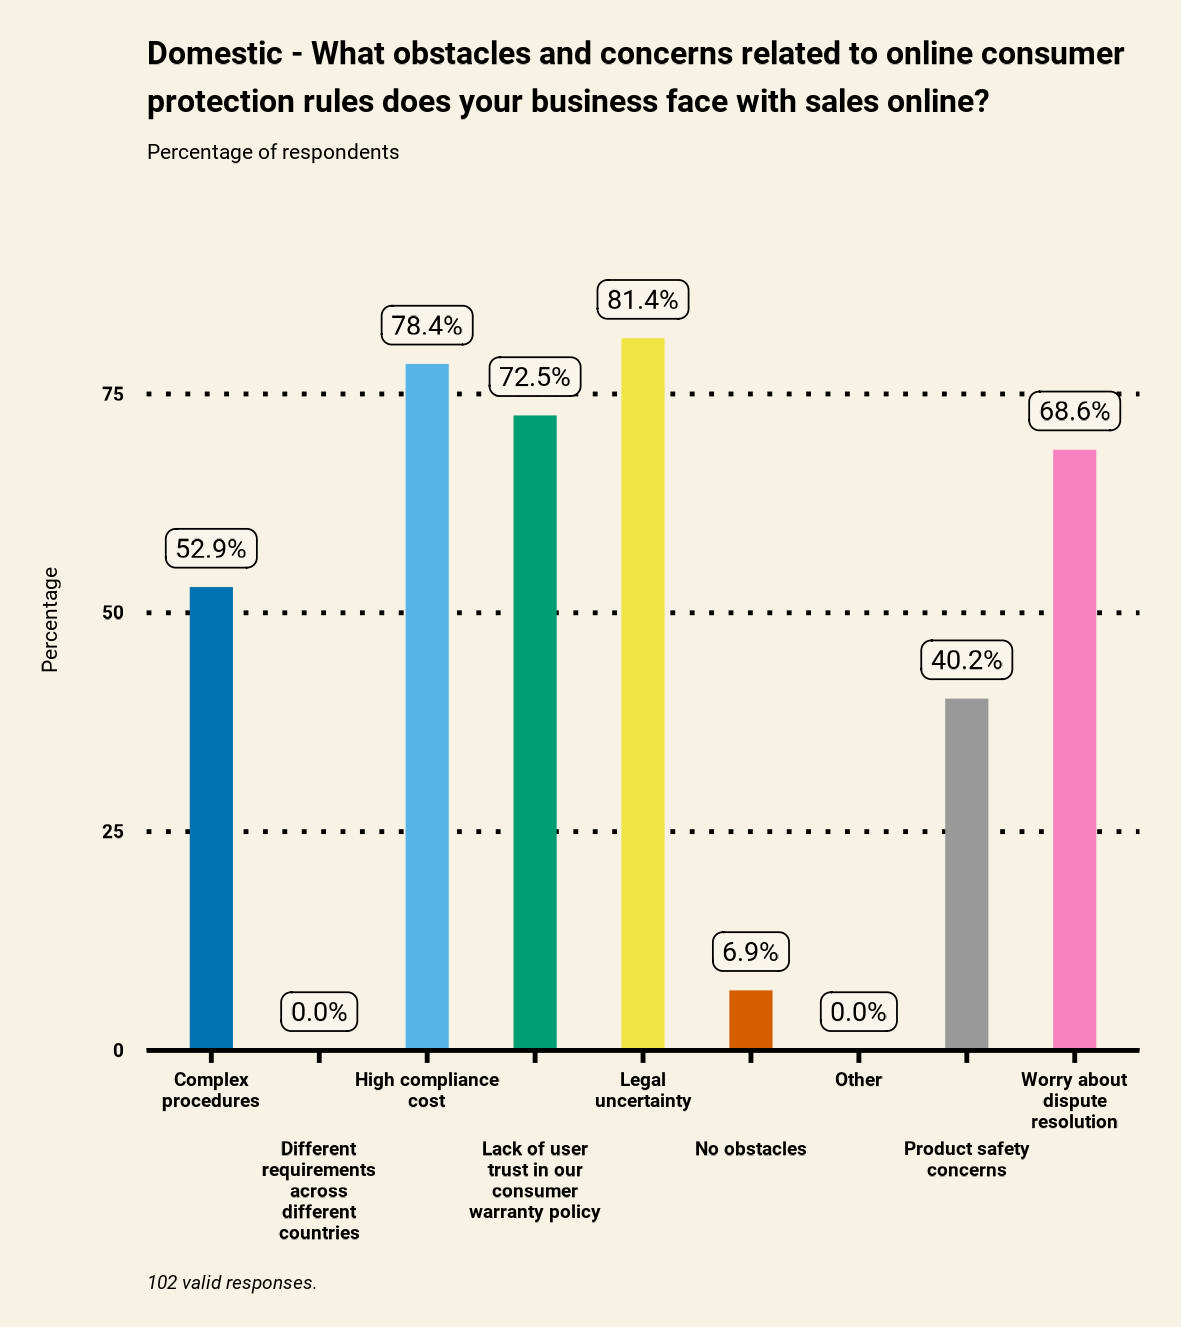 Domestic - What obstacles and concerns related to online consumer
protection rules does your business face with sales online?
Percentage of respondents
81.4%
78.4%
72.5%
75
68.6%
52.9%
Percentage
50
40.2%
25
6.9%
0.0%
0.0%
0
Complex
procedures
High compliance
cost
Legal
uncertainty
Other
Worry about
dispute
resolution
Different
requirements
across
different
countries
Lack of user
trust in our
consumer
warranty policy
No obstacles
Product safety
concerns
102 valid responses.